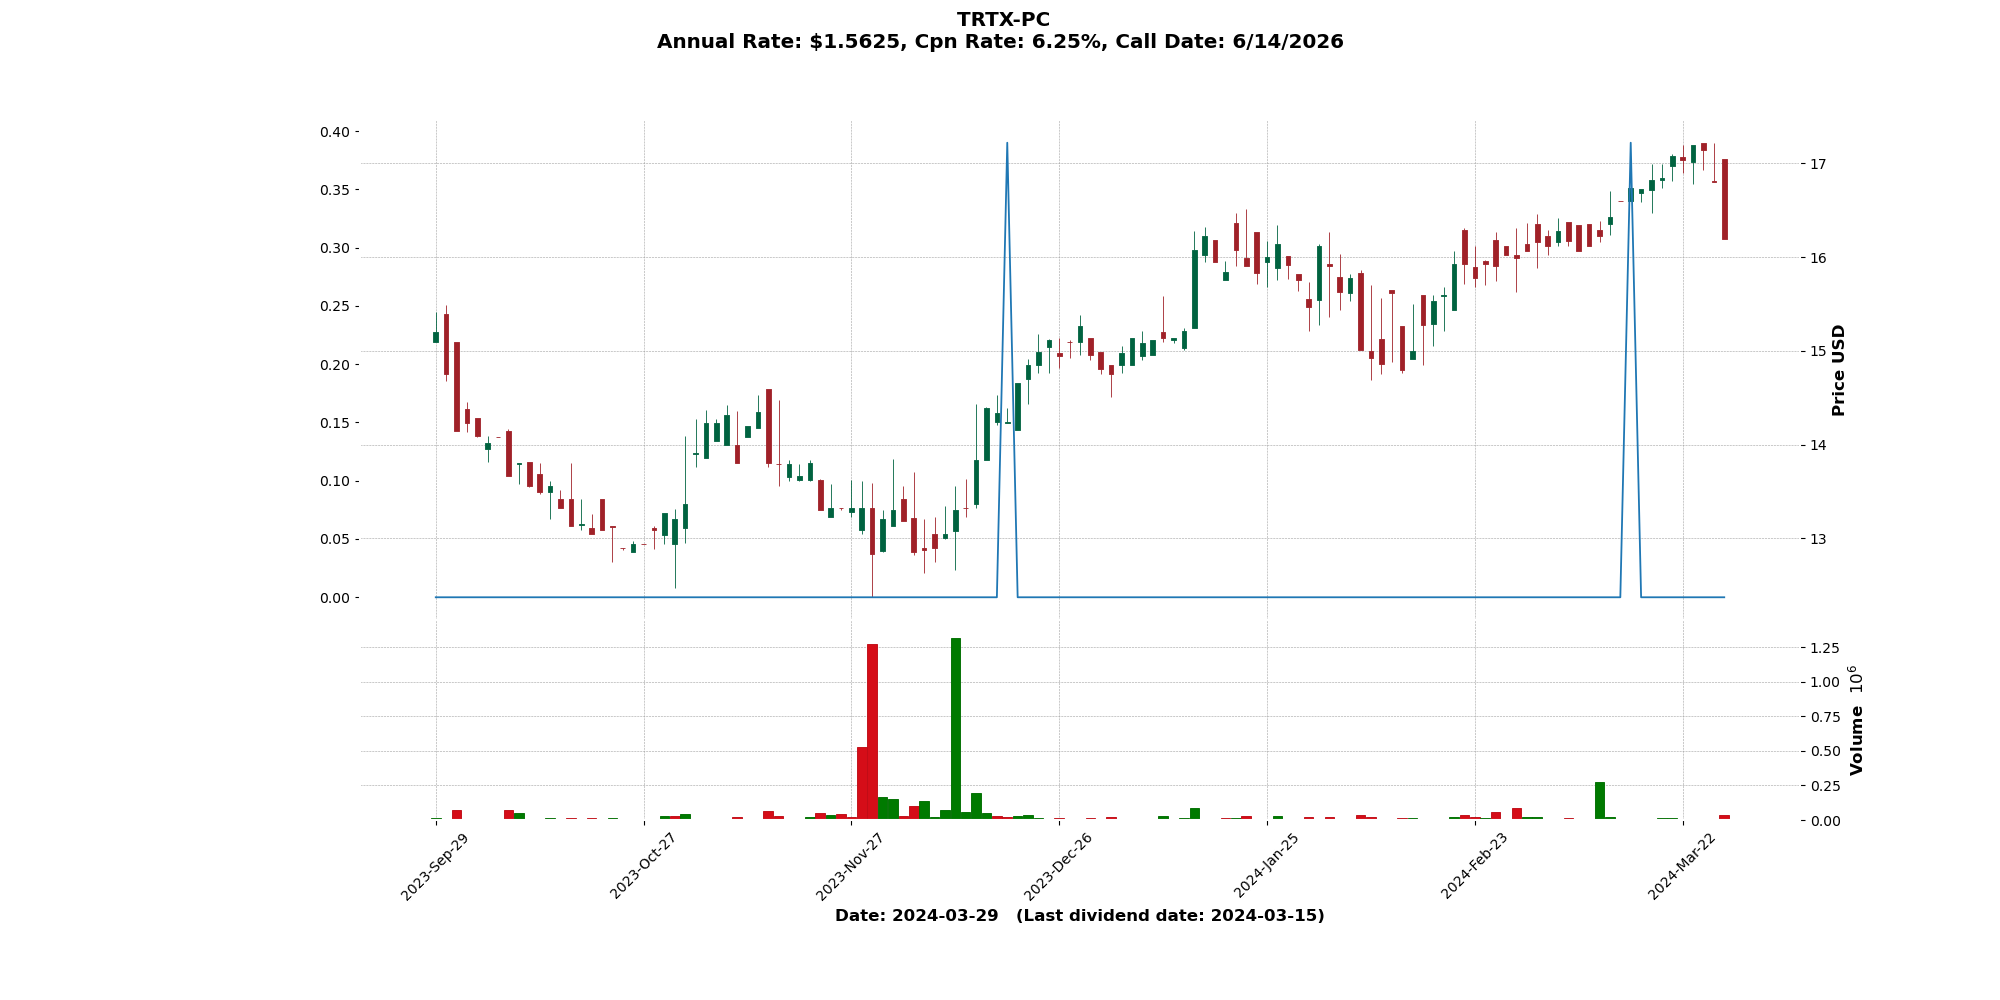 TRTX-PC
Annual Rate: $1.5625, Cpn Rate: 6.25%, Call Date: 6/14/2026
0.40
0.35
0.30
0.25
0.20
0.15
0.10
0.05
0.00
17
16
15
14
13
Price USD
1.25
1.00
0.75
0.50
0.25
0.00
Volume 10^6
2023-Sep-29
2023-Oct-27
2023-Nov-27
2023-Dec-26
2024-Jan-25
2024-Feb-23
2024-Mar-22
Date: 2024-03-29 (Last dividend date: 2024-03-15)